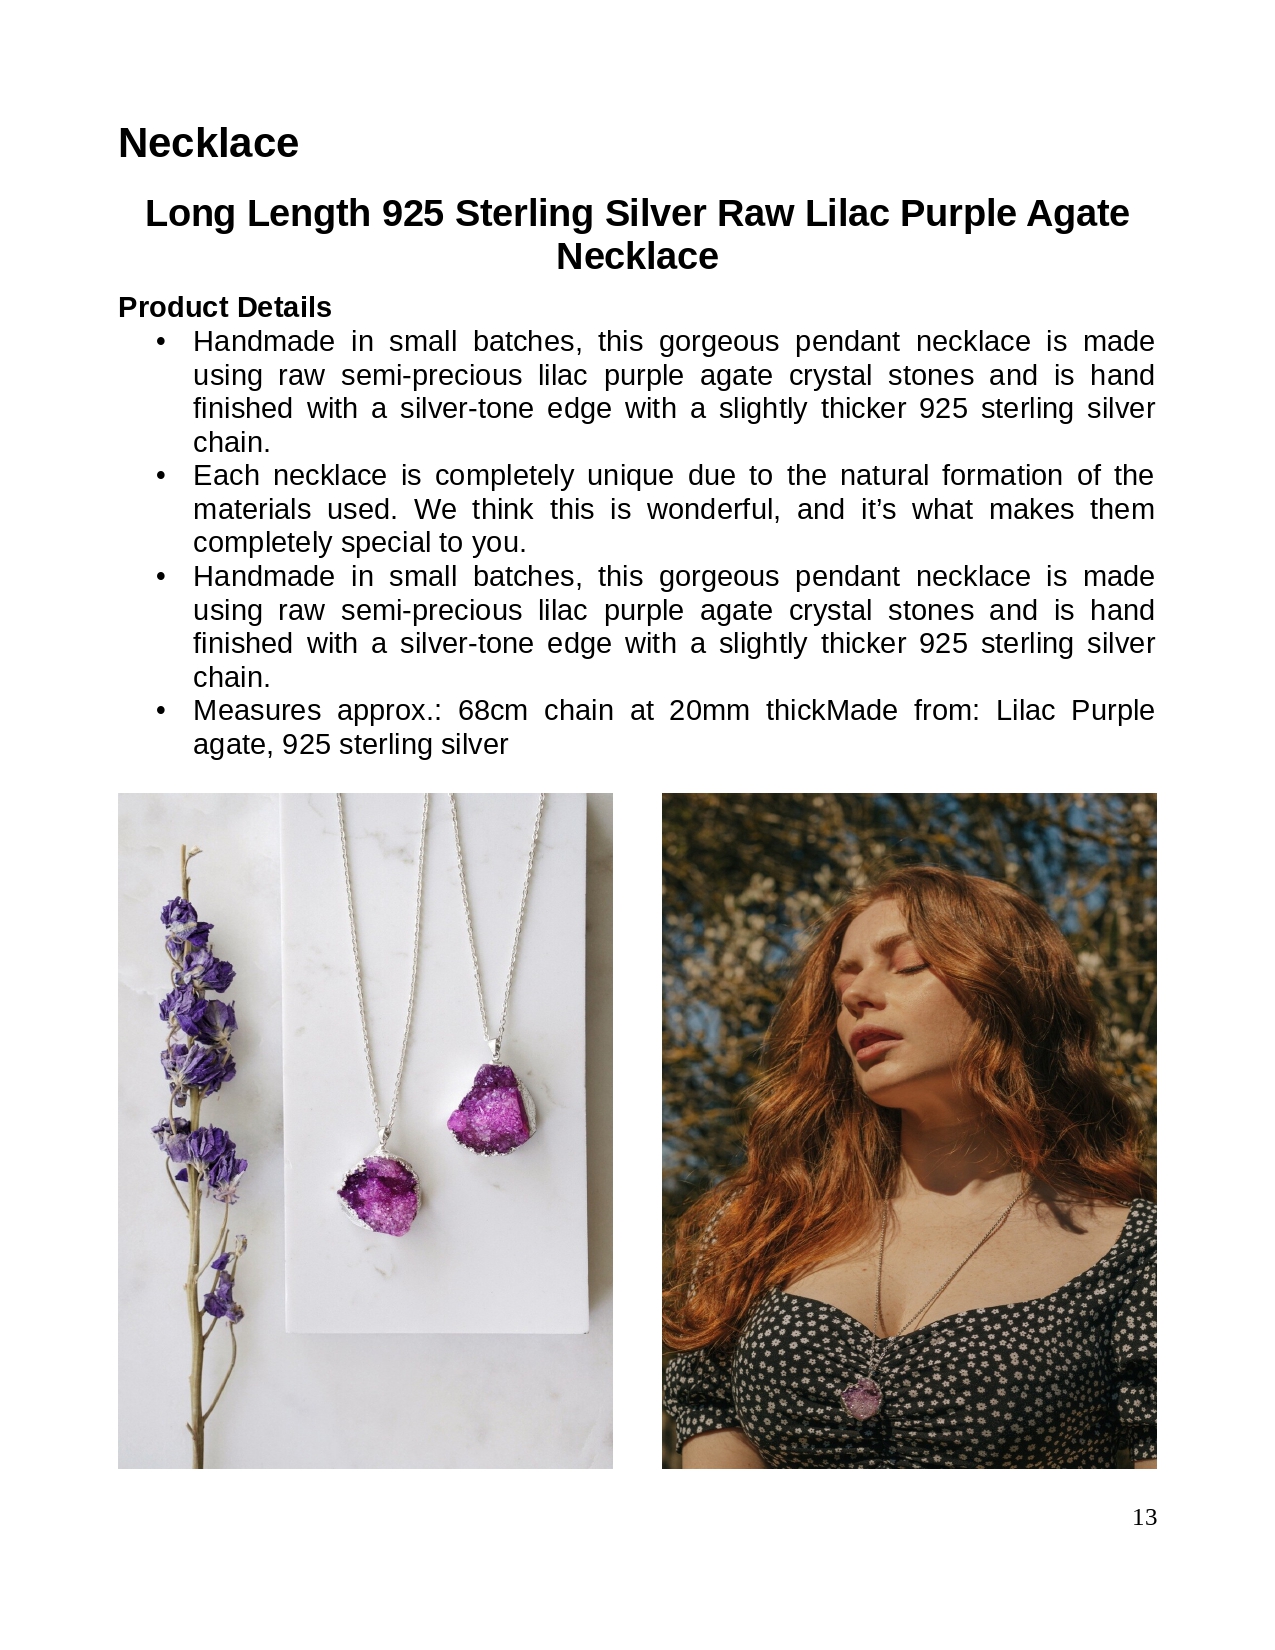 Necklace
Long Length 925 Sterling Silver Raw Lilac Purple Agate
Necklace
Product Details
• Handmade in small batches, this gorgeous pendant necklace is made
using raw semi-precious lilac purple agate crystal stones and is hand
finished with a silver-tone edge with a slightly thicker 925 sterling silver
chain.
• Each necklace is completely unique due to the natural formation of the
materials used. We think this is wonderful, and it’s what makes them
completely special to you.
• Handmade in small batches, this gorgeous pendant necklace is made
using raw semi-precious lilac purple agate crystal stones and is hand
finished with a silver-tone edge with a slightly thicker 925 sterling silver
chain.
• Measures approx.: 68cm chain at 20mm thickMade from: Lilac Purple
agate, 925 sterling silver
13